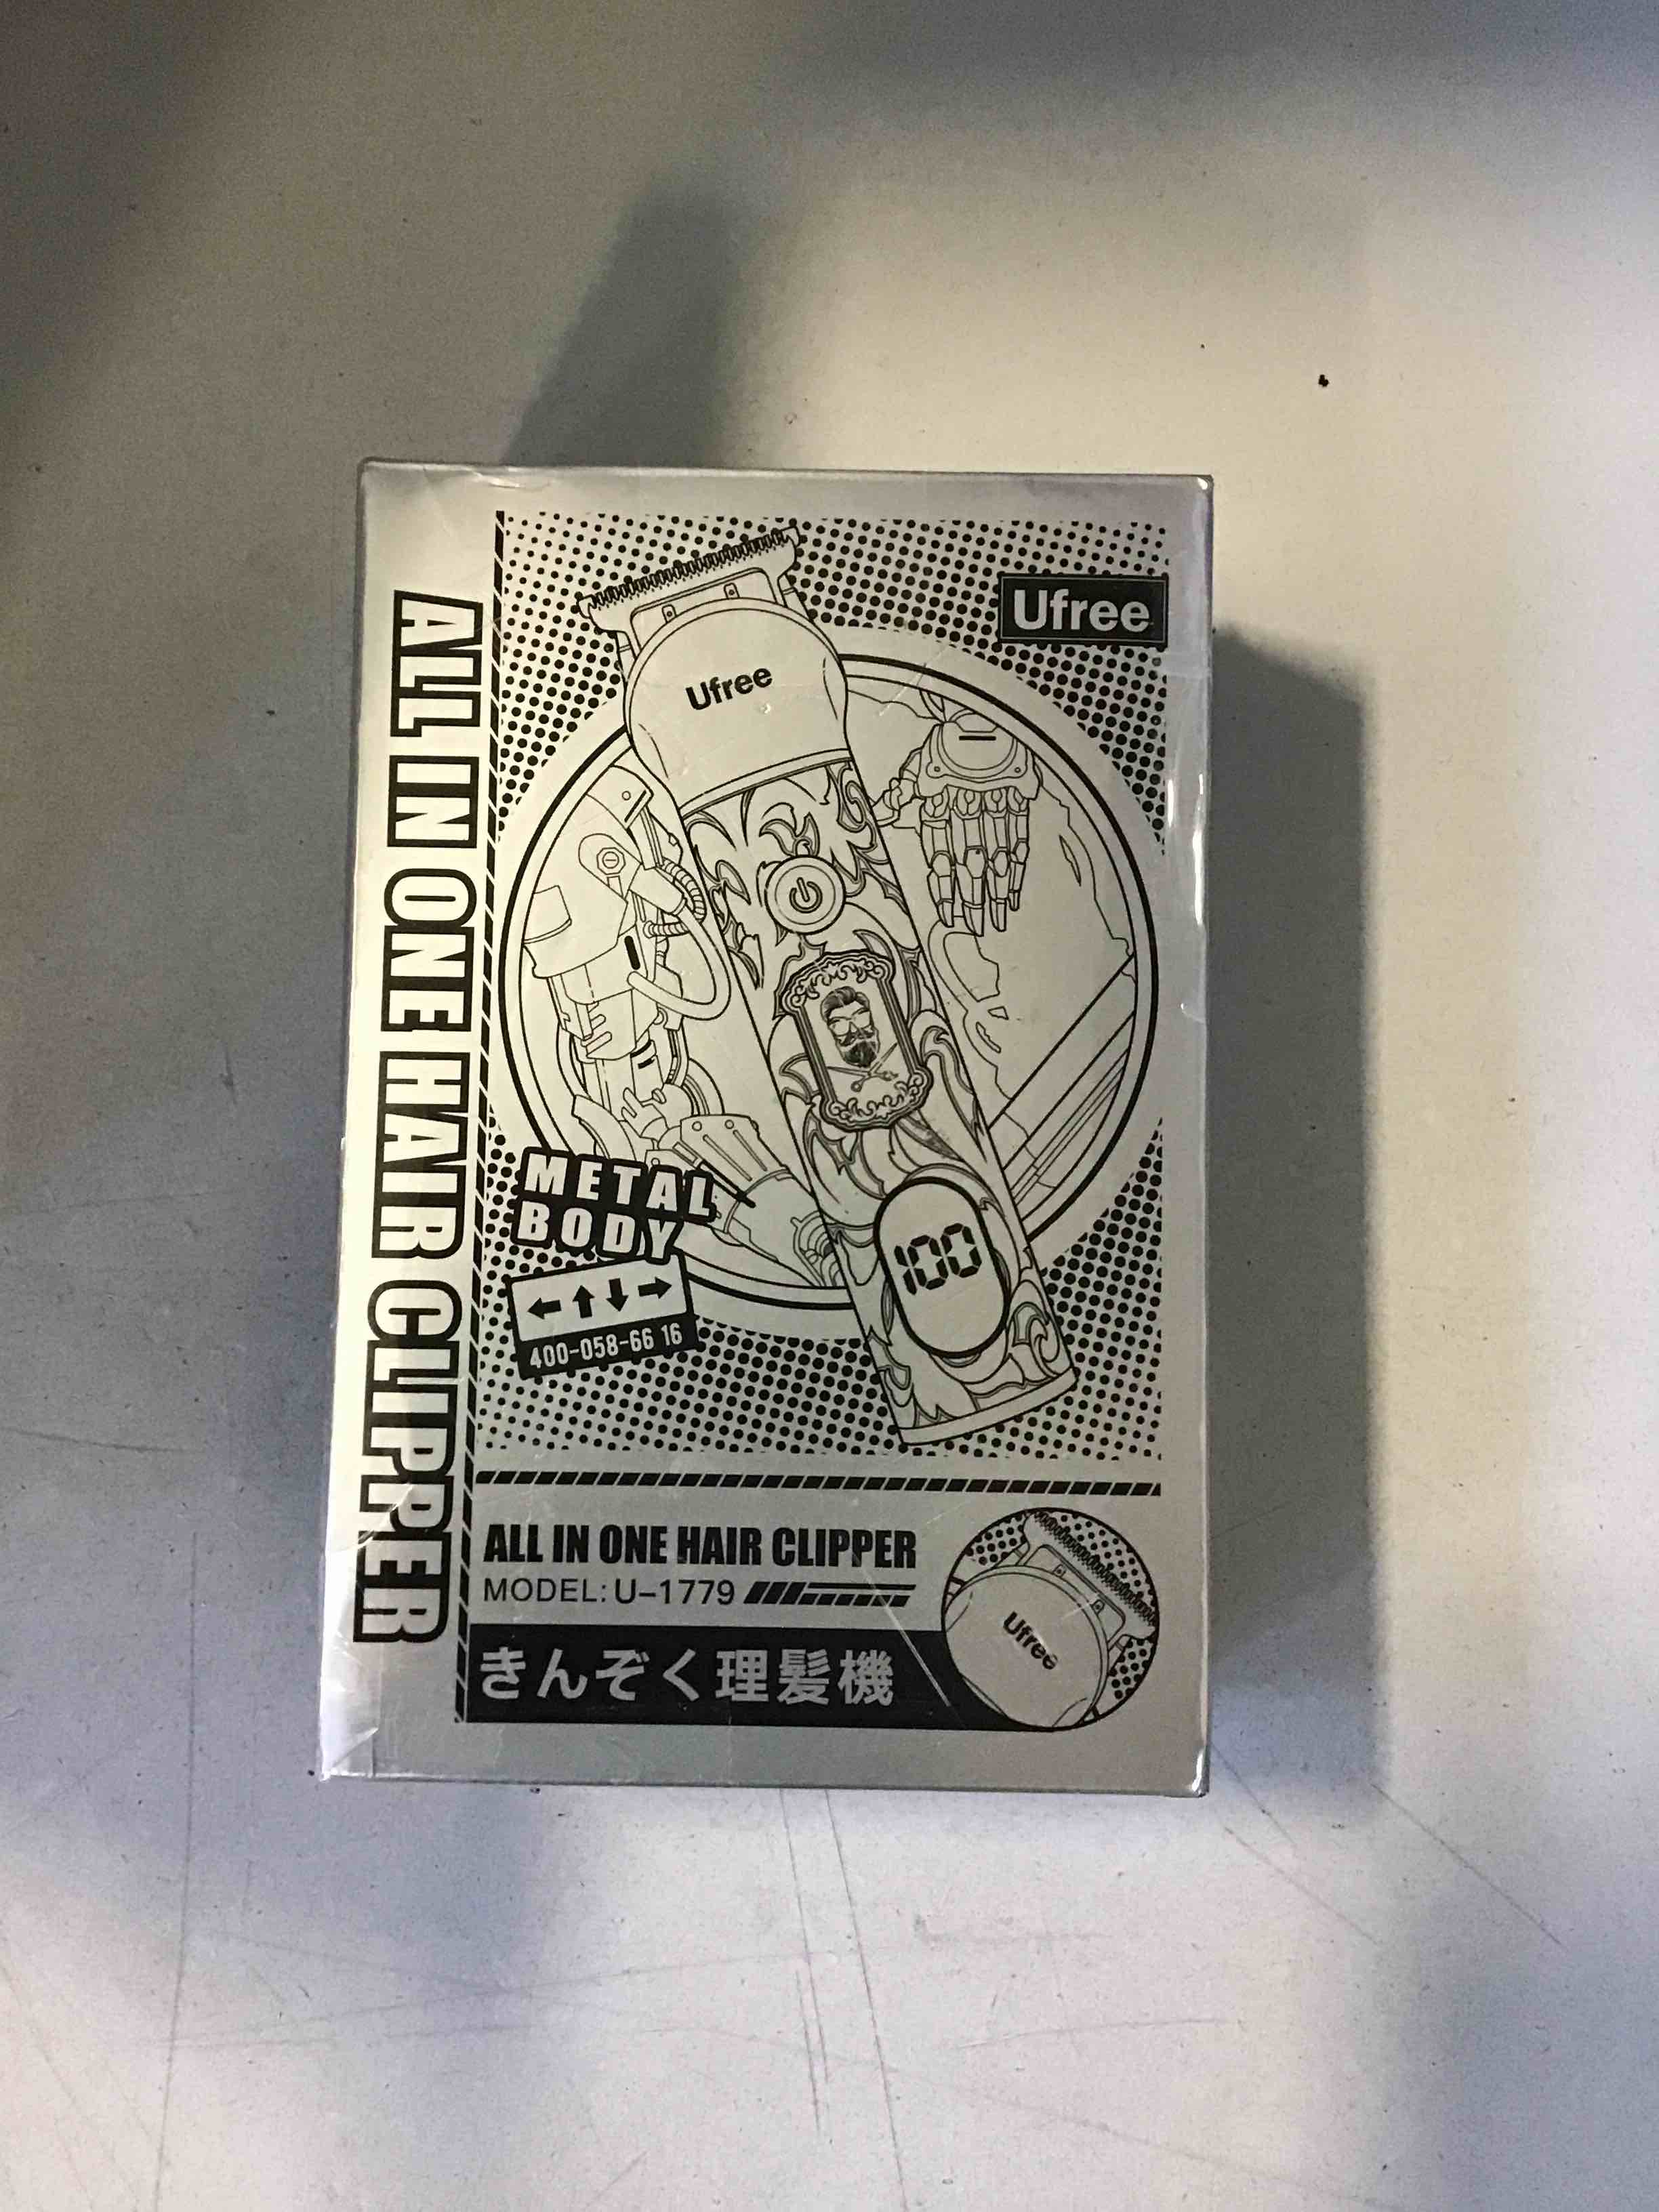 Ufree
Ufree
ALL IN ONE HAIR CLIPPER
METAL
BODY
400-058-66 16
100
ALL IN ONE HAIR CLIPPER
MODEL: U-1779
きんぞく理髪機
Ufree